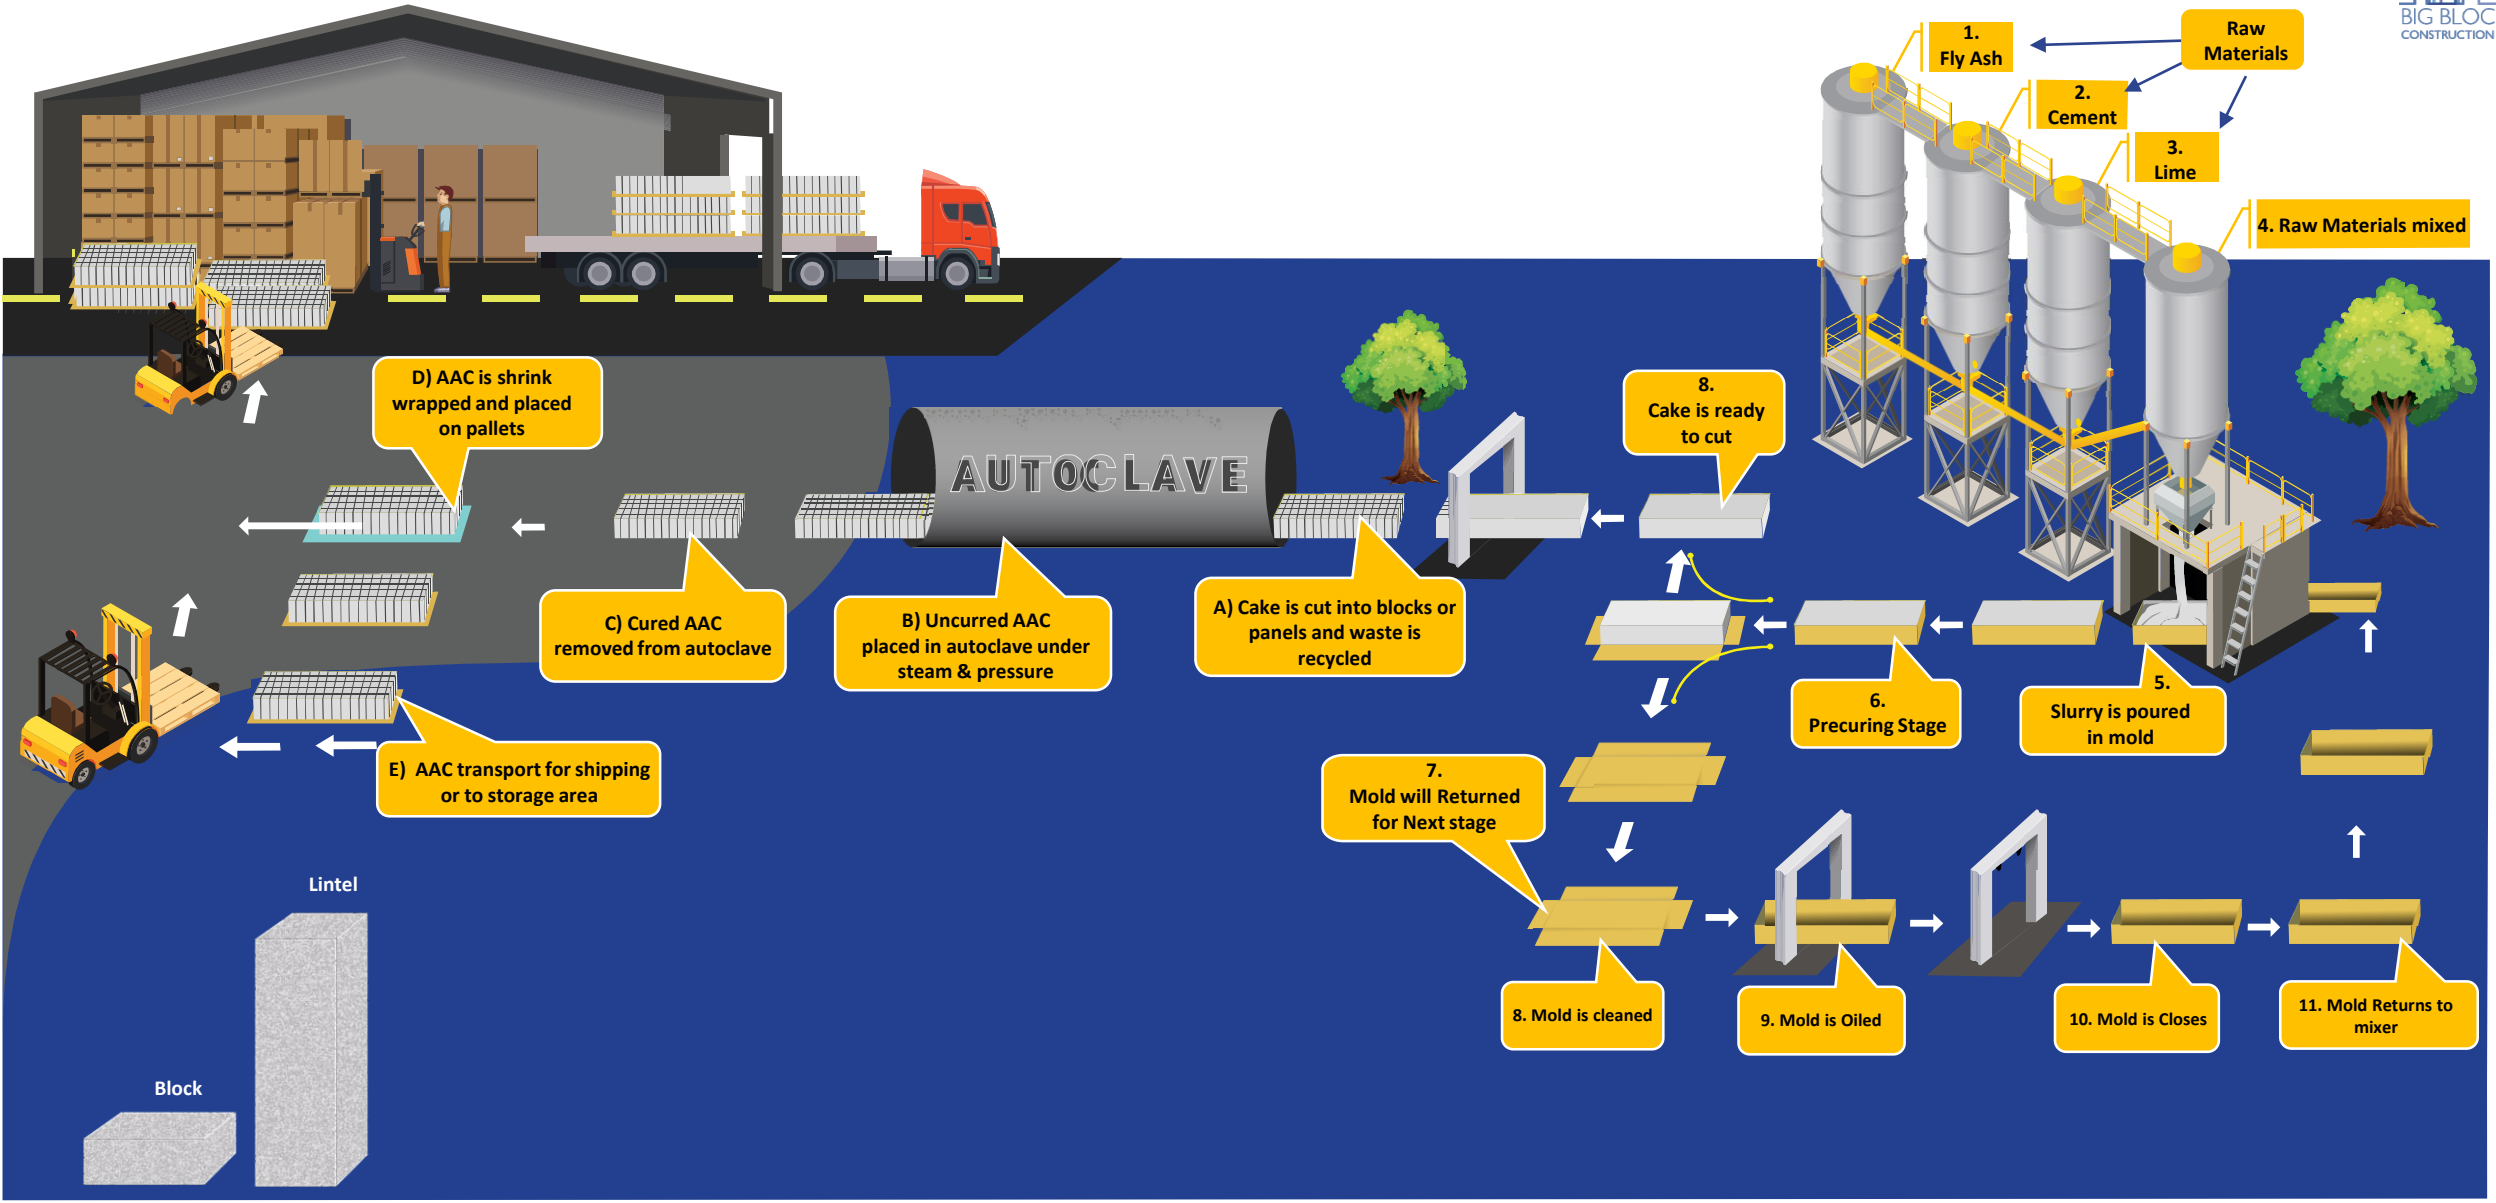 BIG BLOC
CONSTRUCTION
Raw
Materials
1.
Fly Ash
2.
Cement
3.
Lime
4. Raw Materials mixed
D) AAC is shrink
wrapped and placed
on pallets
8.
Cake is ready
to cut
AUTOCLAVE
C) Cured AAC
removed from autoclave
B) Uncurred AAC
placed in autoclave under
steam & pressure
A) Cake is cut into blocks or
panels and waste is
recycled
6.
Precuring Stage
5.
Slurry is poured
in mold
E) AAC transport for shipping
or to storage area
7.
Mold will Returned
for Next stage
Lintel
Block
8. Mold is cleaned
9. Mold is Oiled
10. Mold is Closes
11. Mold Returns to
mixer